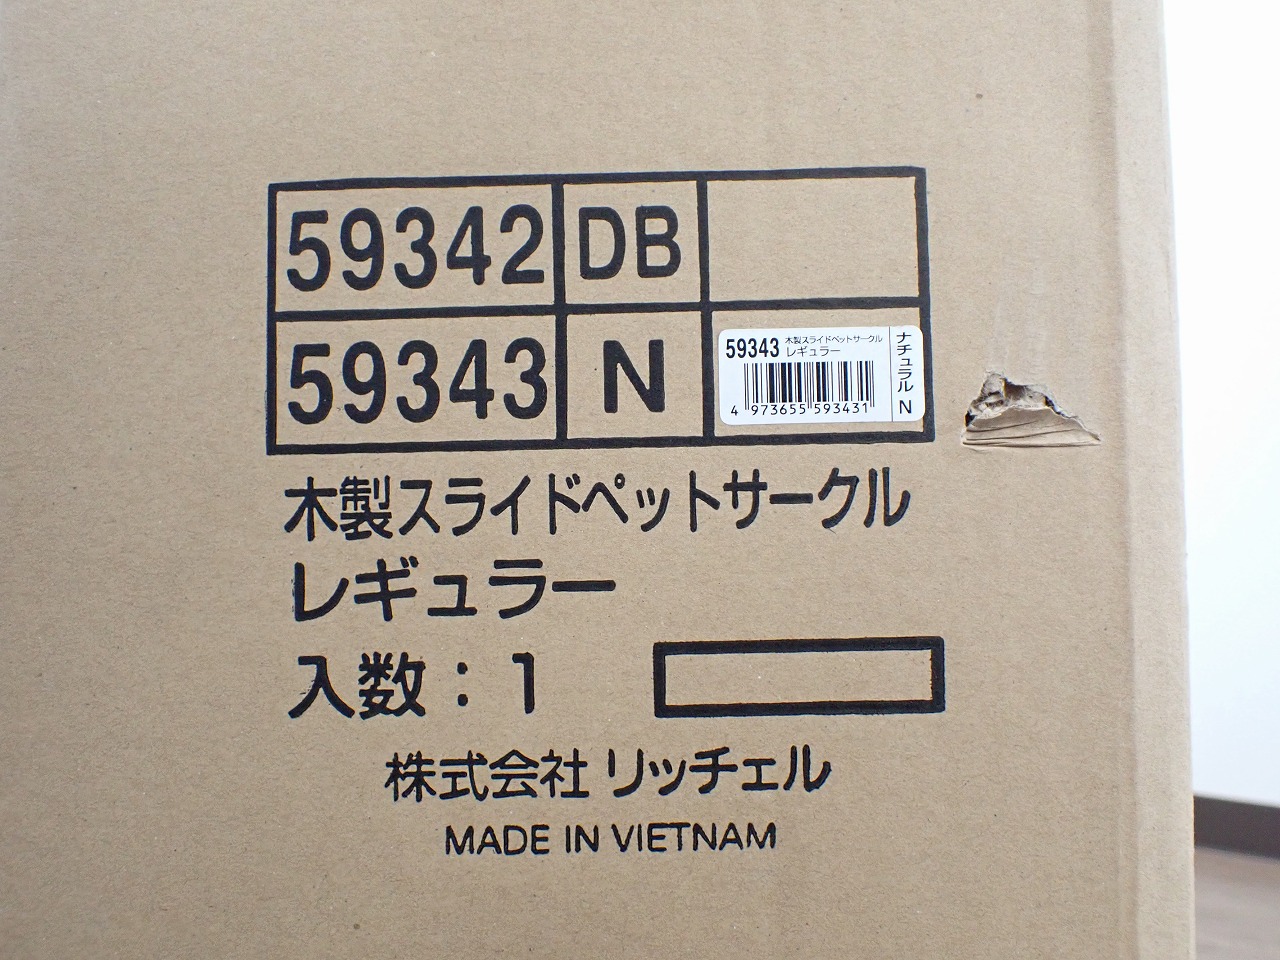 59342 DB
59343 N
59343 木製スライドペットサークル
レギュラー
4 973655 593431
ナチュラル N
木製スライドペットサークル
レギュラー
入数:1
株式会社 リッチェル
MADE IN VIETNAM